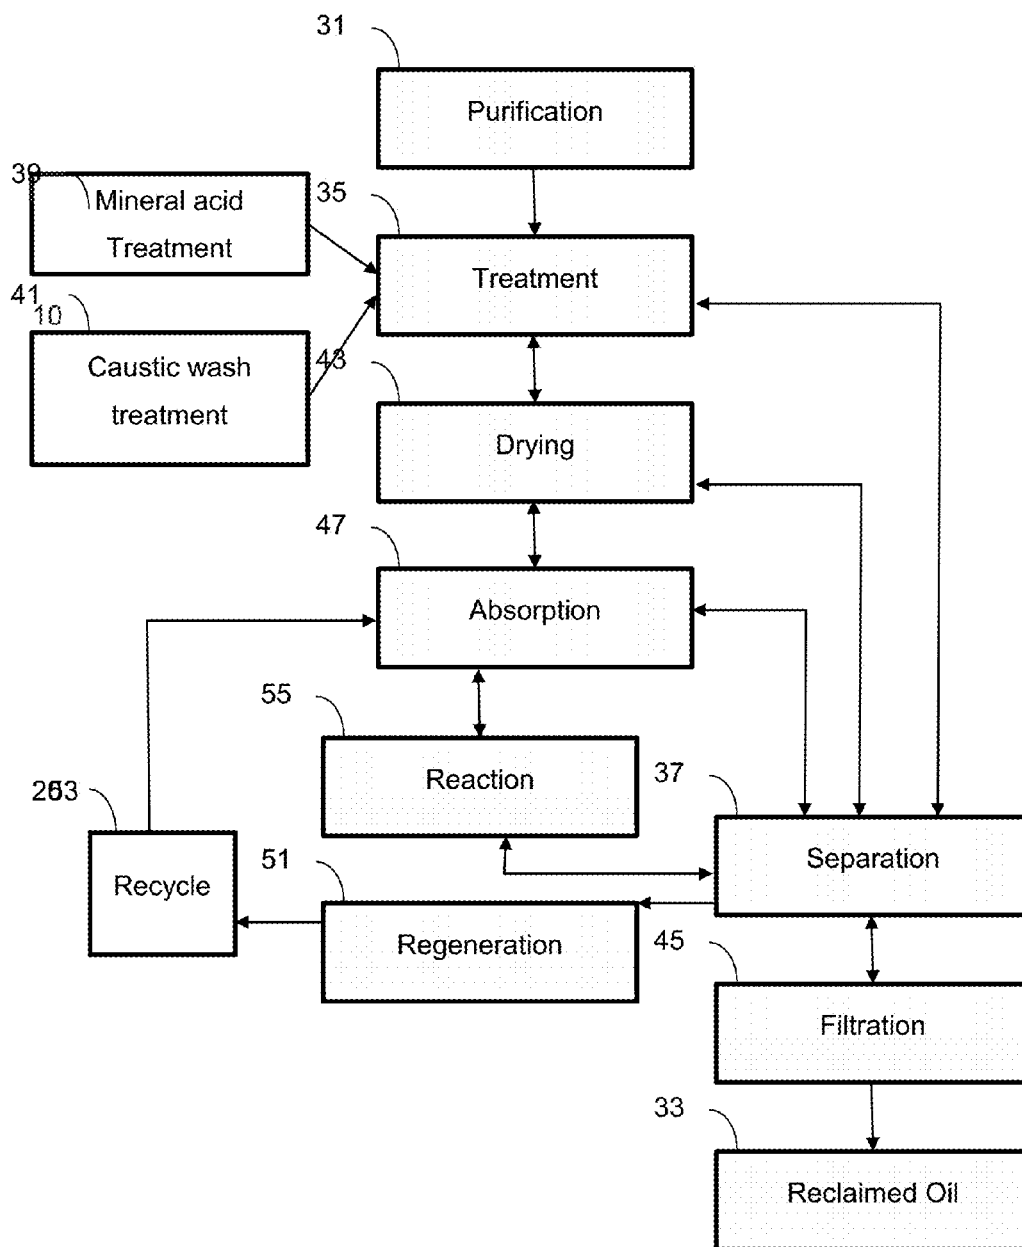 31
Purification
39
Mineral acid
Treatment
35
Treatment
41
10
Caustic wash
treatment
43
Drying
47
Absorption
55
Reaction
37
Separation
Recycle
51
Regeneration
45
Filtration
33
Reclaimed Oil